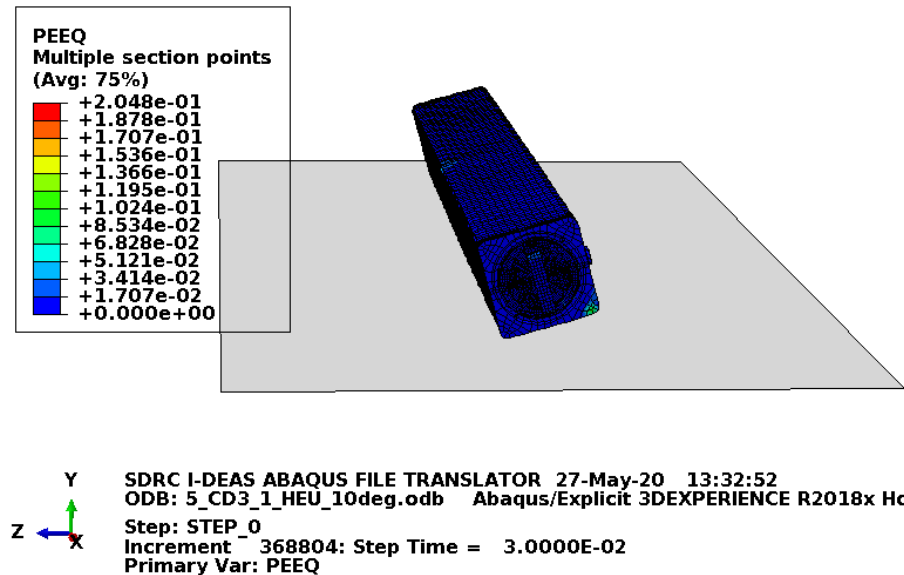 PEEQ
Multiple section points
(Avg: 75%)
+2.048e-01
+1.878e-01
+1.707e-01
+1.536e-01
+1.366e-01
+1.195e-01
+1.024e-01
+8.534e-02
+6.828e-02
+5.121e-02
+3.414e-02
+1.707e-02
+0.000e+00
Y
Z
X
SDRC I-DEAS ABAQUS FILE TRANSLATOR 27-May-20 13:32:52
ODB: 5_CD3_1_HEU_10deg.odb Abaqus/Explicit 3DEXPERIENCE R2018x
Step: STEP_0
Increment 368804: Step Time = 3.0000E-02
Primary Var: PEEQ